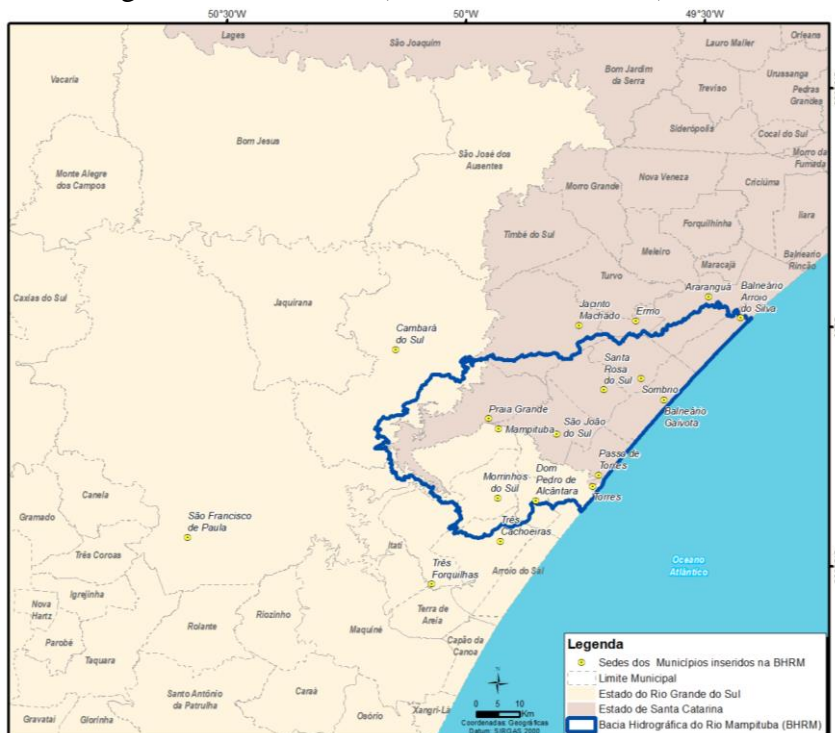 50°30'W 50°0'W 49°30'W
Lages
São Joaquim
Lauro Muller
Orleans
Vacaria
Bom Jardim
da Serra
Urussanga
Treviso
Pedras
Grandes
Siderópolis
Cocal do Sul
Bom Jesus
São José dos
Ausentes
Morro da
Fumaça
Monte Alegre
dos Campos
Nova Veneza
Morro Grande
Criciúma
Içara
Forquilhinha
Timbé do Sul
Meleiro
Balneario
Rincão
Maracajá
Turvo
Caxias do Sul
Jaquirana
Araranguá
Balneário
Arroio
do Silva
Jacinto
Machado
Ermo
Cambará
do Sul
Santa
Rosa
do Sul
Sombrio
Balneário
Gaivota
Praia Grande
Mampituba
São João
do Sul
Passo de
Torres
Morrinhos
do Sul
Dom
Pedro de
Alcântara
Torres
Canela
São Francisco
de Paula
Gramado
Três
Cachoeiras
Itati
Três Coroas
Arroio do Sal
Oceano
Atlântico
Três
Forquilhas
Igrejinha
Nova
Hartz
Rolante
Riozinho
Terra de
Areia
Maquiné
Parobé
Capão da
Canoa
Taquara
Santo Antônio
da Patrulha
Caraá
Osório
Xangri-Lá
Gravataí
Glorinha
Legenda
Sedes dos Municípios inseridos na BHRM
Limite Municipal
Estado do Rio Grande do Sul
Estado de Santa Catarina
Bacia Hidrográfica do Rio Mampituba (BHRM)
0 5 10 Km
Coordenadas Geográficas
Datum: SIRGAS 2000